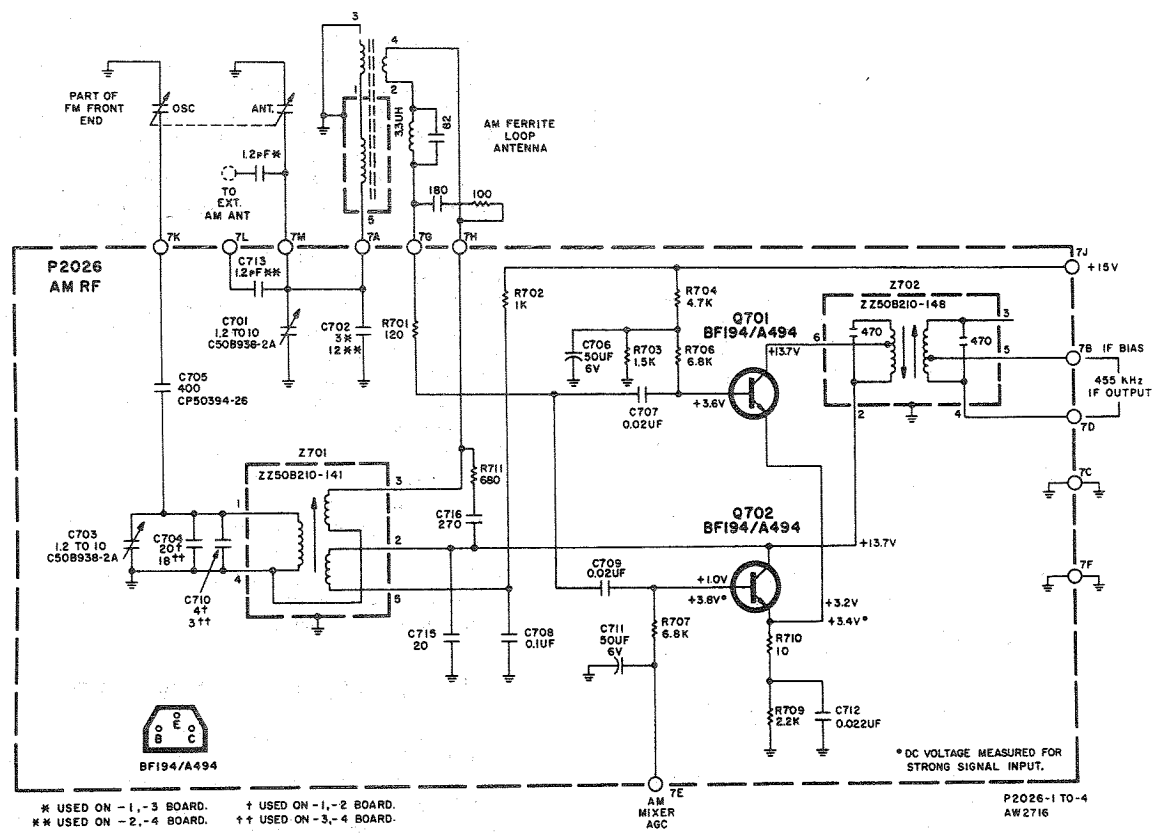 3
4
PART OF
FM FRONT
END
OSC
ANT.
1
2
3.3UH
82
AM FERRITE
LOOP
ANTENNA
1.2pF*
TO
EXT.
AM ANT
180
100
5
7K
7L
7M
7A
7G
7H
7J
+15V
P2026
AM RF
C713
1.2pF**
C701
1.2 TO 10
C50B938-2A
C702
3*
12**
R701
120
R702
1K
R704
4.7K
C706
50UF
6V
R703
1.5K
R706
6.8K
Q701
BF194/A494
+13.7V
+3.6V
C707
0.02UF
Z702
ZZ50B210-148
6
470
470
3
5
2
4
7B IF BIAS
455 KHz
IF OUTPUT
7D
7C
7F
C705
400
CP50394-26
Z701
ZZ50B210-141
1
3
2
4
5
R711
680
C716
270
C703
1.2 TO 10
C50B938-2A
C704
20†
18††
C710
4†
3††
C715
20
C708
0.1UF
C709
0.02UF
Q702
BF194/A494
+13.7V
+1.0V
+3.8V*
+3.2V
+3.4V*
C711
50UF
6V
R707
6.8K
R710
10
R709
2.2K
C712
0.022UF
B
E
C
BF194/A494
* DC VOLTAGE MEASURED FOR
STRONG SIGNAL INPUT.
7E
AM
MIXER
AGC
* USED ON -1,-3 BOARD.
** USED ON -2,-4 BOARD.
† USED ON -1,-2 BOARD.
†† USED ON -3,-4 BOARD.
P2026-1 TO-4
AW2716